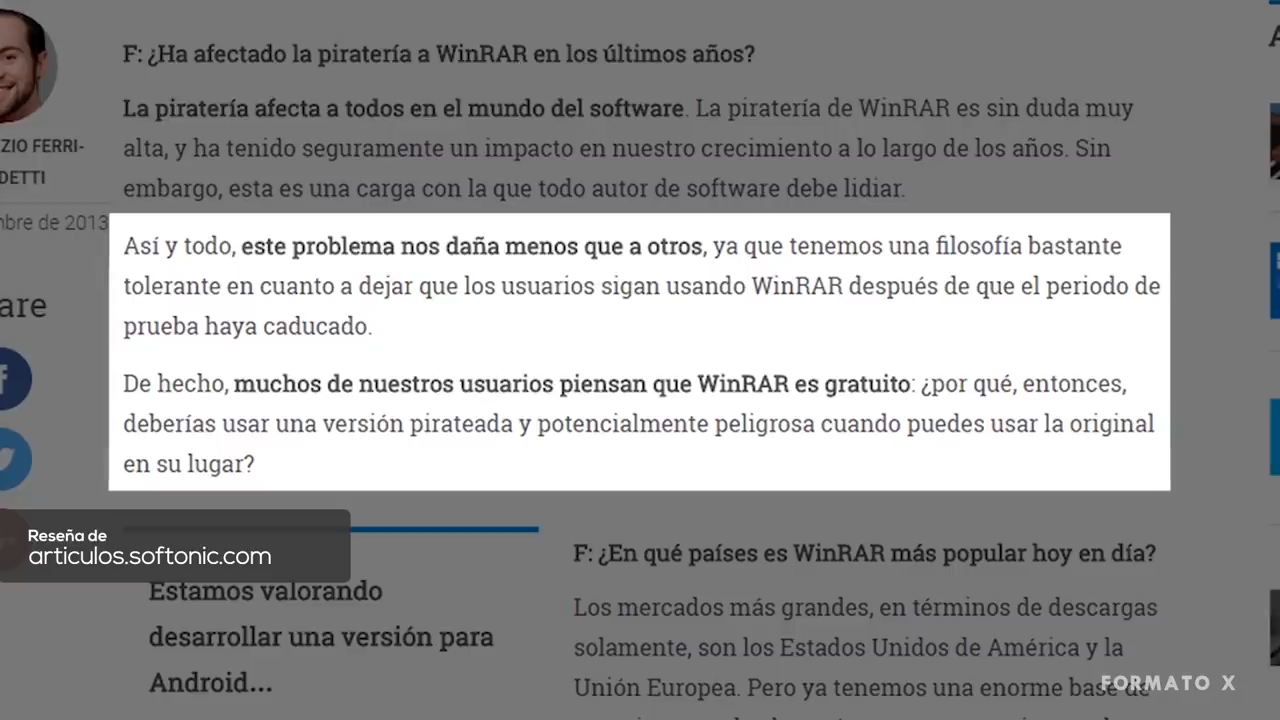 F: ¿Ha afectado la piratería a WinRAR en los últimos años?
La piratería afecta a todos en el mundo del software. La piratería de WinRAR es sin duda muy
alta, y ha tenido seguramente un impacto en nuestro crecimiento a lo largo de los años. Sin
embargo, esta es una carga con la que todo autor de software debe lidiar.
ZIO FERRI-
DETTI
mbre de 2013
Así y todo, este problema nos daña menos que a otros, ya que tenemos una filosofía bastante
tolerante en cuanto a dejar que los usuarios sigan usando WinRAR después de que el periodo de
prueba haya caducado.
De hecho, muchos de nuestros usuarios piensan que WinRAR es gratuito: ¿por qué, entonces,
deberías usar una versión pirateada y potencialmente peligrosa cuando puedes usar la original
en su lugar?
are
Reseña de
articulos.softonic.com
Estamos valorando
desarrollar una versión para
Android...
F: ¿En qué países es WinRAR más popular hoy en día?
Los mercados más grandes, en términos de descargas
solamente, son los Estados Unidos de América y la
Unión Europea. Pero ya tenemos una enorme base de
FORMATO X